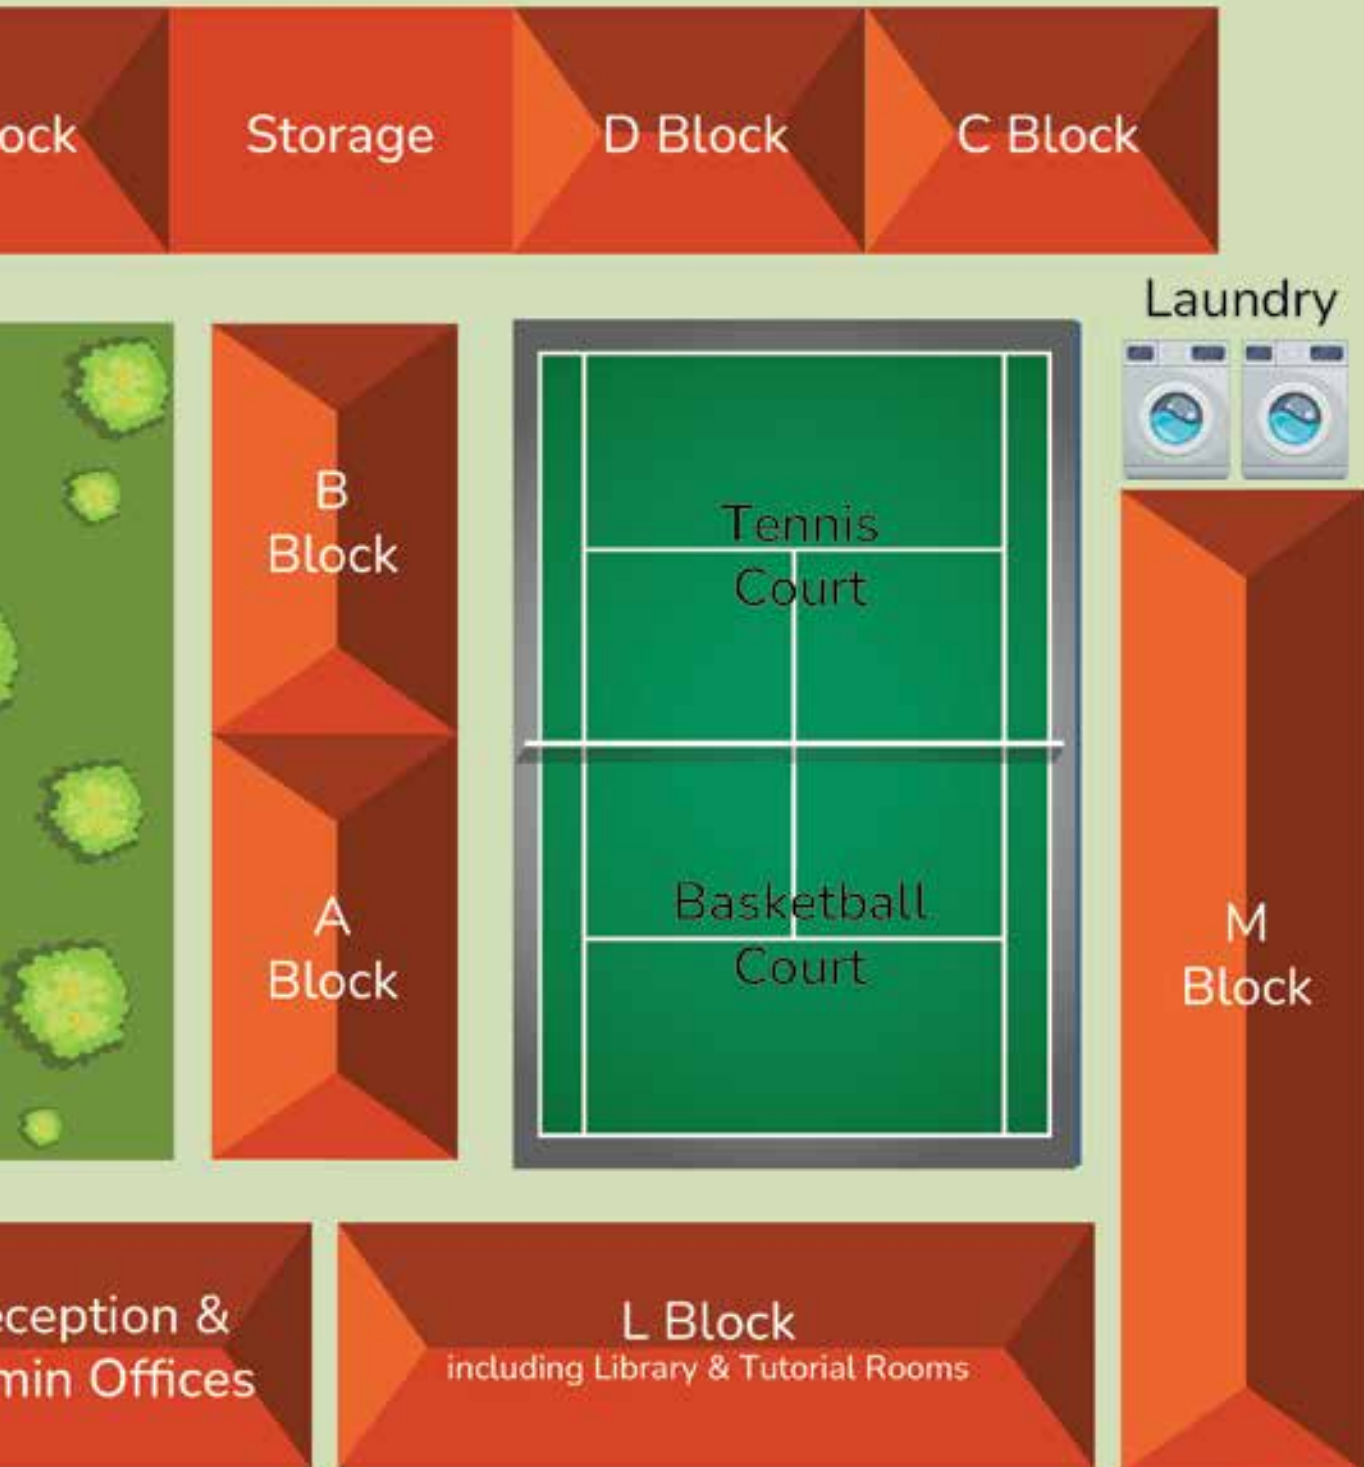 ock
Storage
D Block
C Block
Laundry
B
Block
Tennis
Court
A
Block
Basketball
Court
M
Block
eception &
min Offices
L Block
including Library & Tutorial Rooms